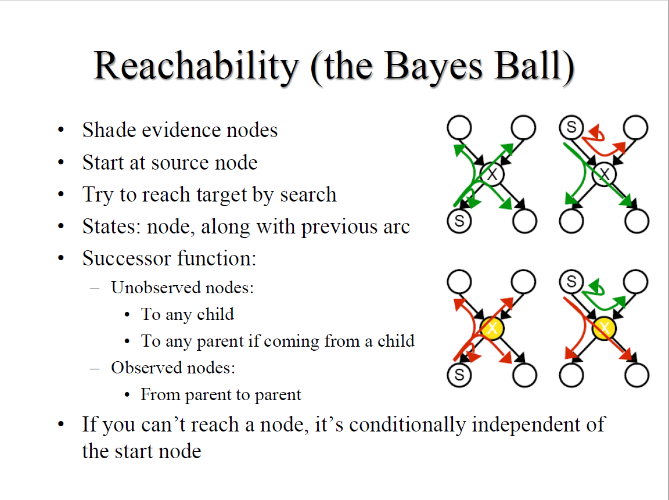 Reachability (the Bayes Ball)
• Shade evidence nodes
• Start at source node
• Try to reach target by search
• States: node, along with previous arc
• Successor function:
– Unobserved nodes:
• To any child
• To any parent if coming from a child
– Observed nodes:
• From parent to parent
• If you can’t reach a node, it’s conditionally independent of
the start node
S
X
X
S
S
X
X
S